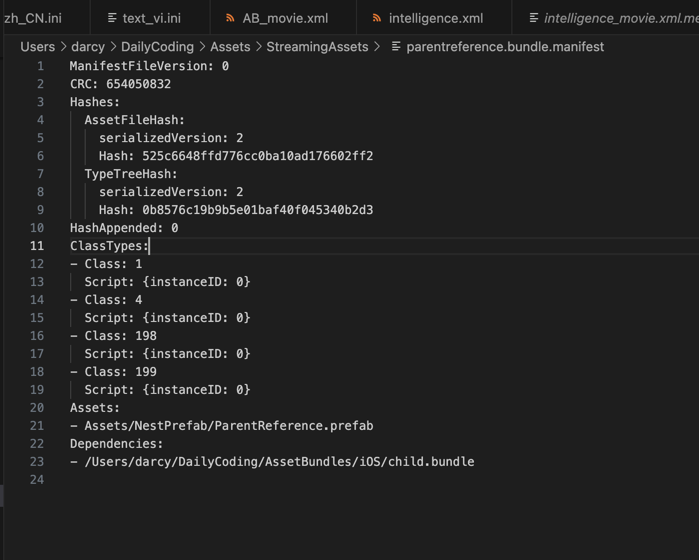 zh_CN.ini text_vi.ini AB_movie.xml intelligence.xml intelligence_movie.xml.me
Users > darcy > DailyCoding > Assets > StreamingAssets > parentreference.bundle.manifest
1 ManifestFileVersion: 0
2 CRC: 654050832
3 Hashes:
4 AssetFileHash:
5 serializedVersion: 2
6 Hash: 525c6648ffd776cc0ba10ad176602ff2
7 TypeTreeHash:
8 serializedVersion: 2
9 Hash: 0b8576c19b9b5e01baf40f045340b2d3
10 HashAppended: 0
11 ClassTypes:
12 - Class: 1
13 Script: {instanceID: 0}
14 - Class: 4
15 Script: {instanceID: 0}
16 - Class: 198
17 Script: {instanceID: 0}
18 - Class: 199
19 Script: {instanceID: 0}
20 Assets:
21 - Assets/NestPrefab/ParentReference.prefab
22 Dependencies:
23 - /Users/darcy/DailyCoding/AssetBundles/iOS/child.bundle
24